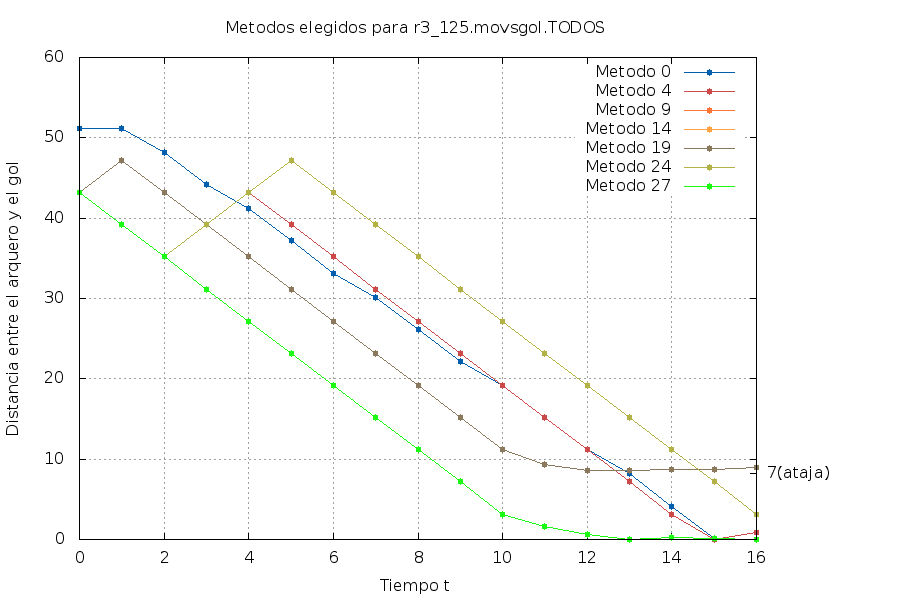 Metodos elegidos para r3_125.movsgol.TODOS
Distancia entre el arquero y el gol
60
50
40
30
20
10
0
Metodo 0
Metodo 4
Metodo 9
Metodo 14
Metodo 19
Metodo 24
Metodo 27
7(ataja)
0 2 4 6 8 10 12 14 16
Tiempo t